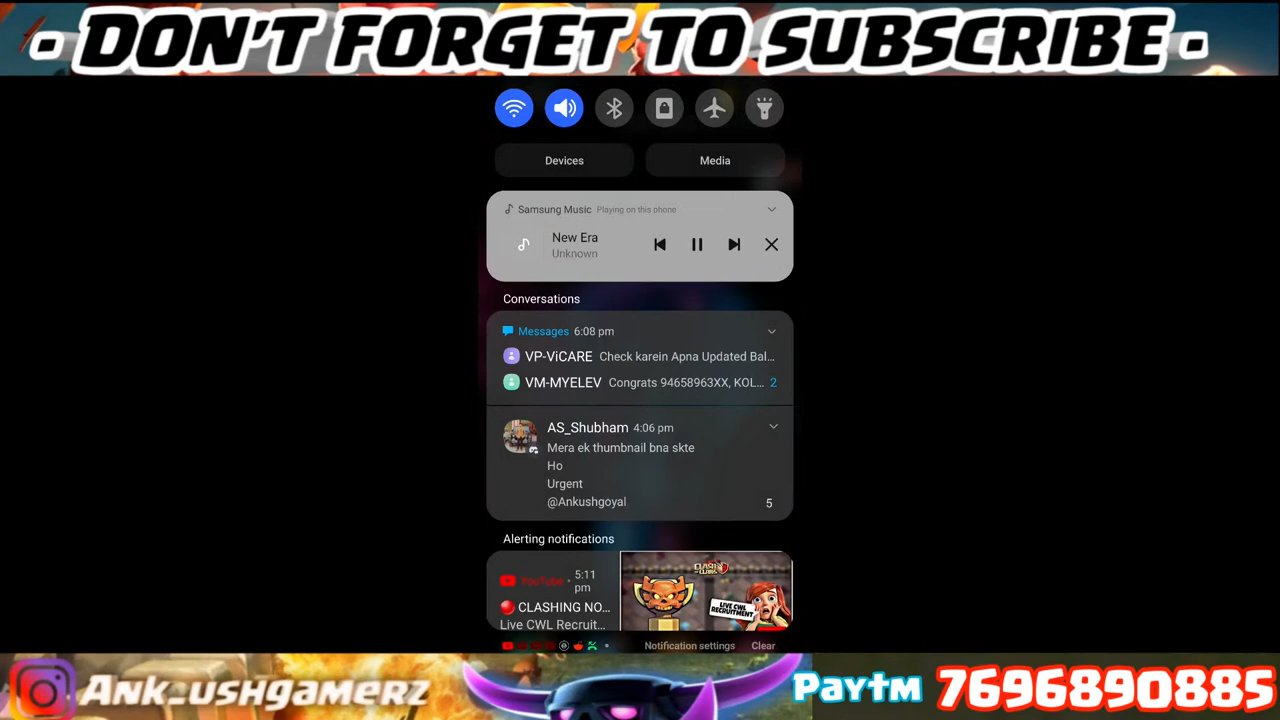 - DON'T FORGET TO SUBSCRIBE -
Devices
Media
Samsung Music Playing on this phone
New Era
Unknown
Conversations
Messages 6:08 pm
VP-ViCARE Check karein Apna Updated Bal...
VM-MYELEV Congrats 94658963XX, KOL... 2
AS_Shubham 4:06 pm
Mera ek thumbnail bna skte
Ho
Urgent
@Ankushgoyal
5
Alerting notifications
YouTube • 5:11 pm
CLASHING NO...
Live CWL Recruit...
LIVE CWL
RECRUITMENT
Notification settings
Clear
Ank_ushgamerz
Paytm 7696890885